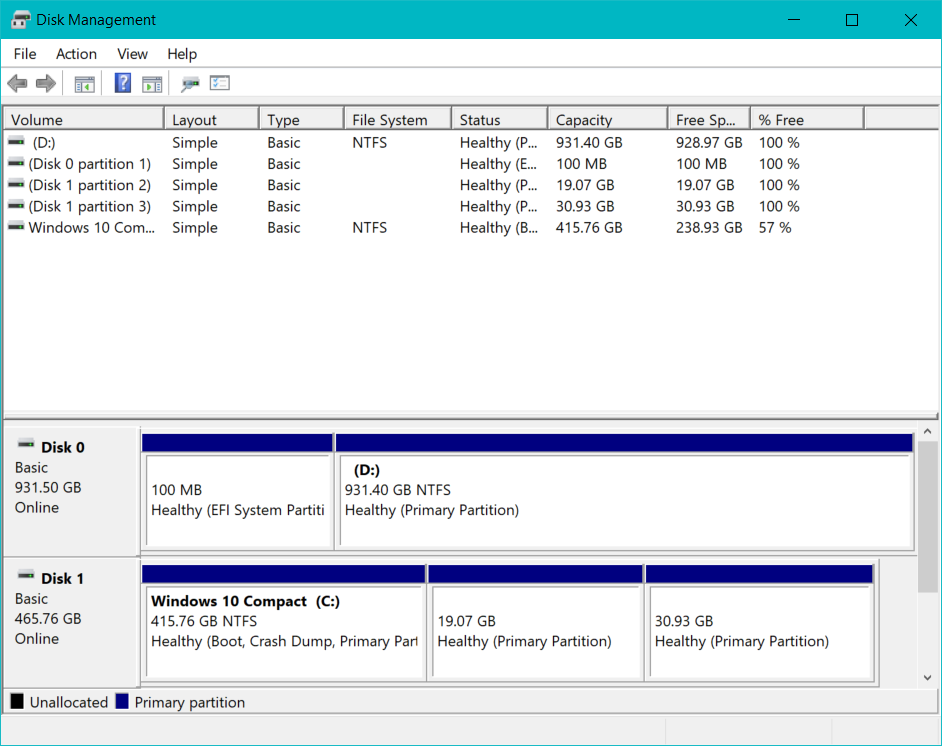 Disk Management
File Action View Help
Volume Layout Type File System Status Capacity Free Sp... % Free
(D:) Simple Basic NTFS Healthy (P... 931.40 GB 928.97 GB 100 %
(Disk 0 partition 1) Simple Basic Healthy (E... 100 MB 100 MB 100 %
(Disk 1 partition 2) Simple Basic Healthy (P... 19.07 GB 19.07 GB 100 %
(Disk 1 partition 3) Simple Basic Healthy (P... 30.93 GB 30.93 GB 100 %
Windows 10 Com... Simple Basic NTFS Healthy (B... 415.76 GB 238.93 GB 57 %
Disk 0
Basic
931.50 GB
Online
100 MB
Healthy (EFI System Partiti
(D:)
931.40 GB NTFS
Healthy (Primary Partition)
Disk 1
Basic
465.76 GB
Online
Windows 10 Compact (C:)
415.76 GB NTFS
Healthy (Boot, Crash Dump, Primary Part
19.07 GB
Healthy (Primary Partition)
30.93 GB
Healthy (Primary Partition)
Unallocated Primary partition